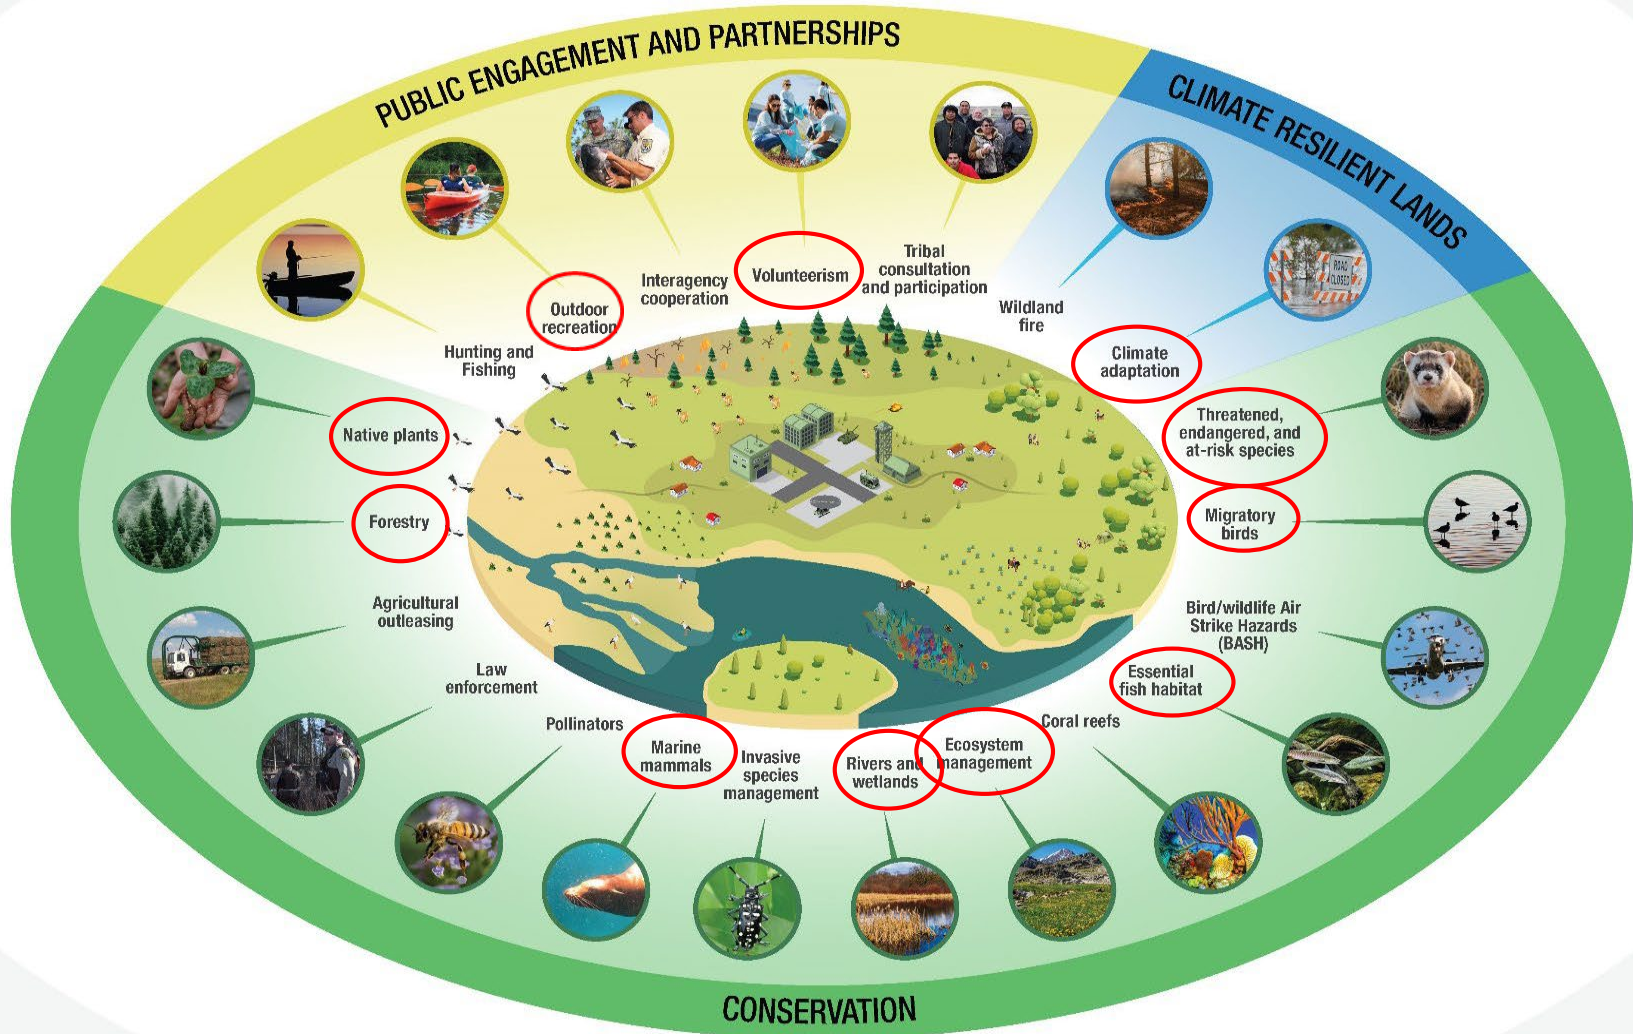 PUBLIC ENGAGEMENT AND PARTNERSHIPS
CLIMATE RESILIENT LANDS
Hunting and
Fishing
Outdoor
recreation
Interagency
cooperation
Volunteerism
Tribal
consultation
and participation
Wildland
fire
Climate
adaptation
ROAD
CLOSED
Threatened,
endangered, and
at-risk species
Migratory
birds
Bird/wildlife Air
Strike Hazards
(BASH)
Essential
fish habitat
Coral reefs
Ecosystem
management
Rivers and
wetlands
Invasive
species
management
Marine
mammals
Pollinators
Law
enforcement
Agricultural
outleasing
Forestry
Native plants
CONSERVATION